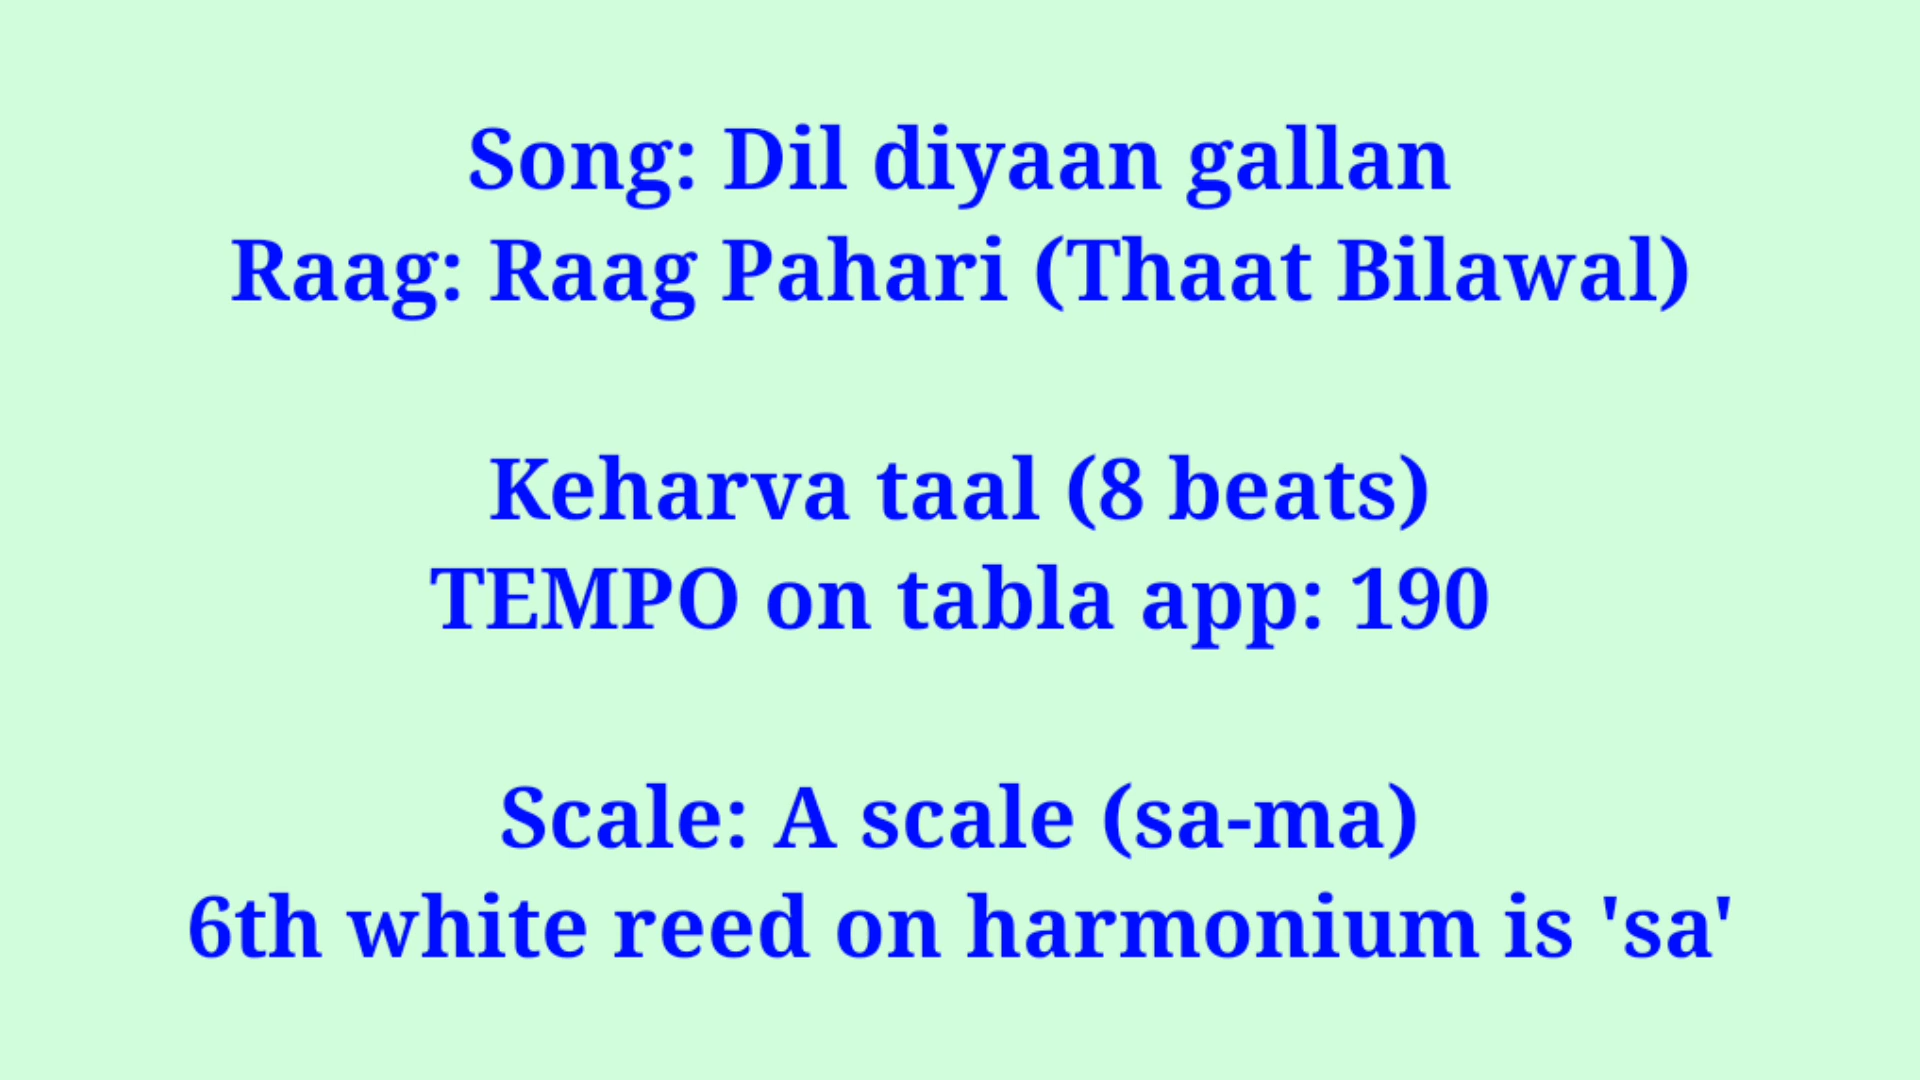 Song: Dil diyaan gallan
Raag: Raag Pahari (Thaat Bilawal)
Keharva taal (8 beats)
TEMPO on tabla app: 190
Scale: A scale (sa-ma)
6th white reed on harmonium is 'sa'